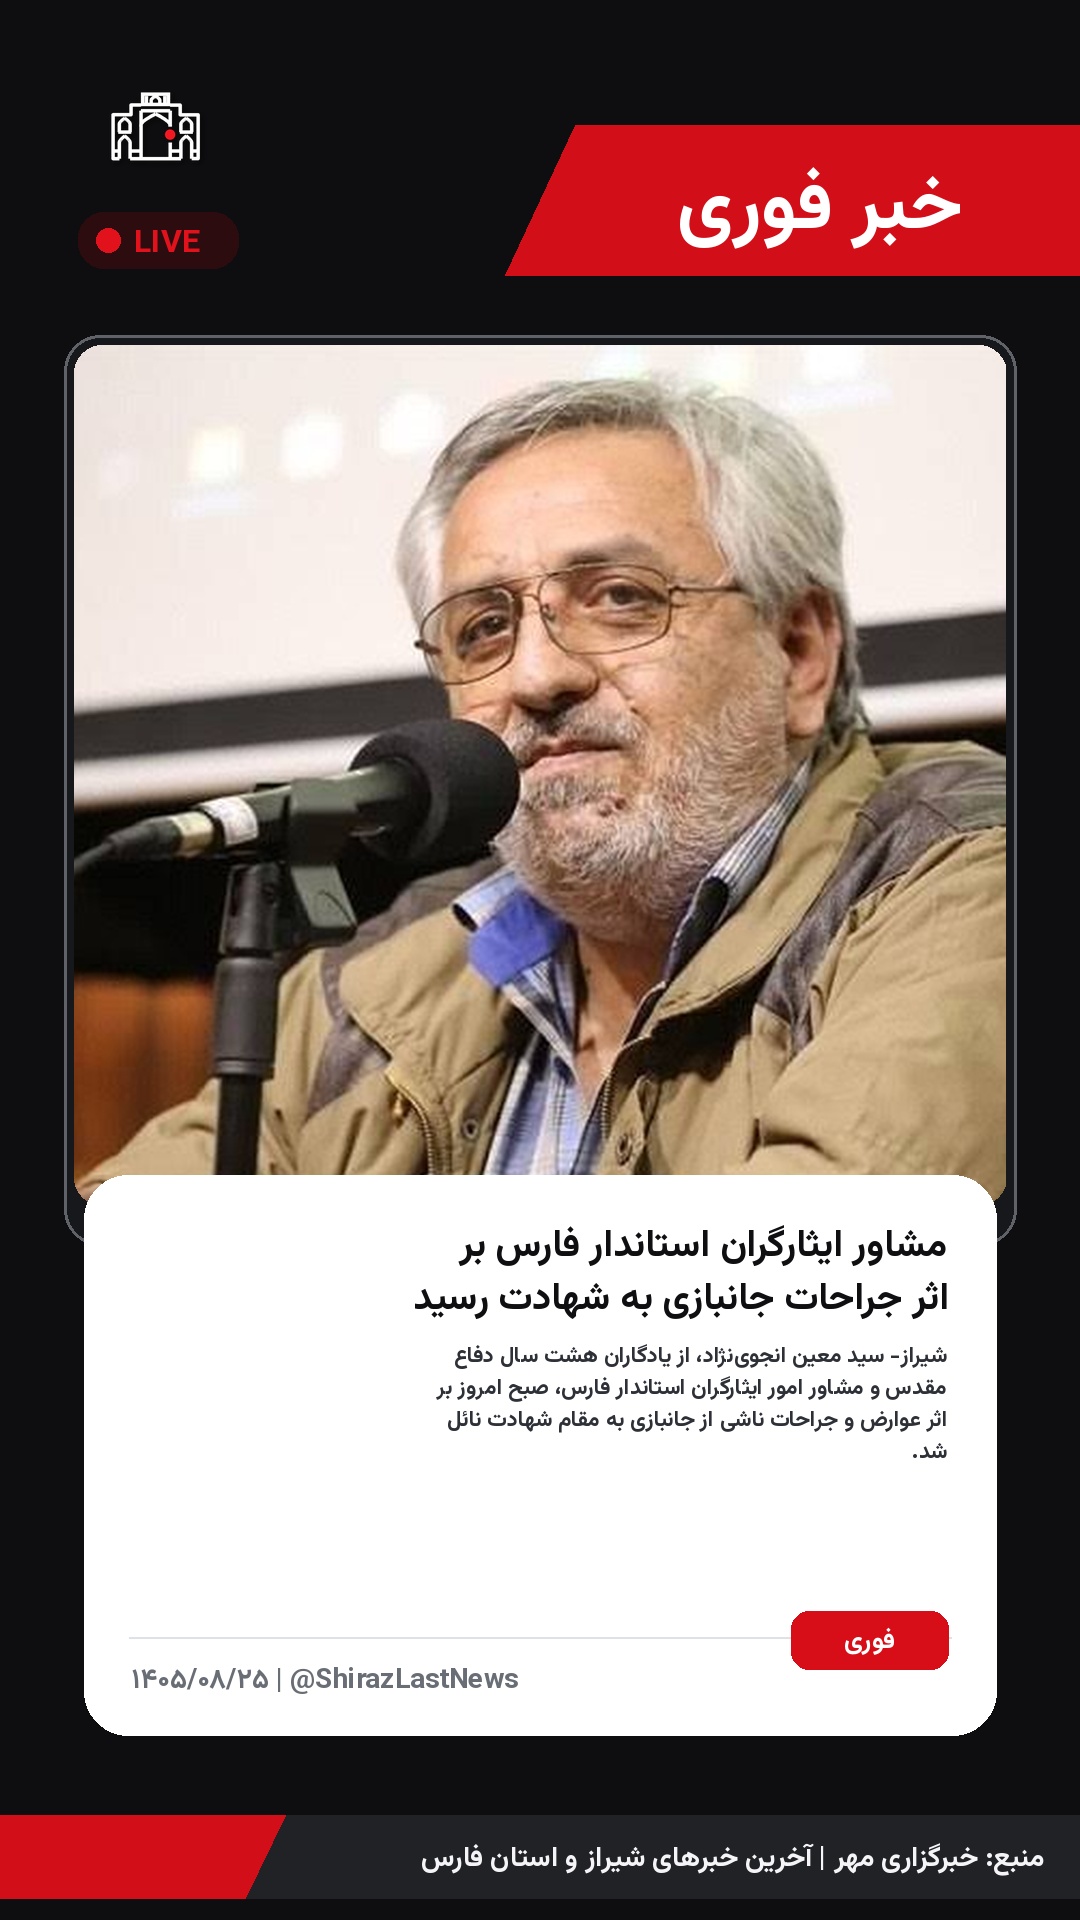 خبر فوری
LIVE
مشاور ایثارگران استاندار فارس بر
اثر جراحات جانبازی به شهادت رسید
شیراز- سید معین انجوی‌نژاد، از یادگاران هشت سال دفاع
مقدس و مشاور امور ایثارگران استاندار فارس، صبح امروز بر
اثر عوارض و جراحات ناشی از جانبازی به مقام شهادت نائل
شد.
فوری
۱۴۰۵/۰۸/۲۵ | @ShirazLastNews
منبع: خبرگزاری مهر | آخرین خبرهای شیراز و استان فارس